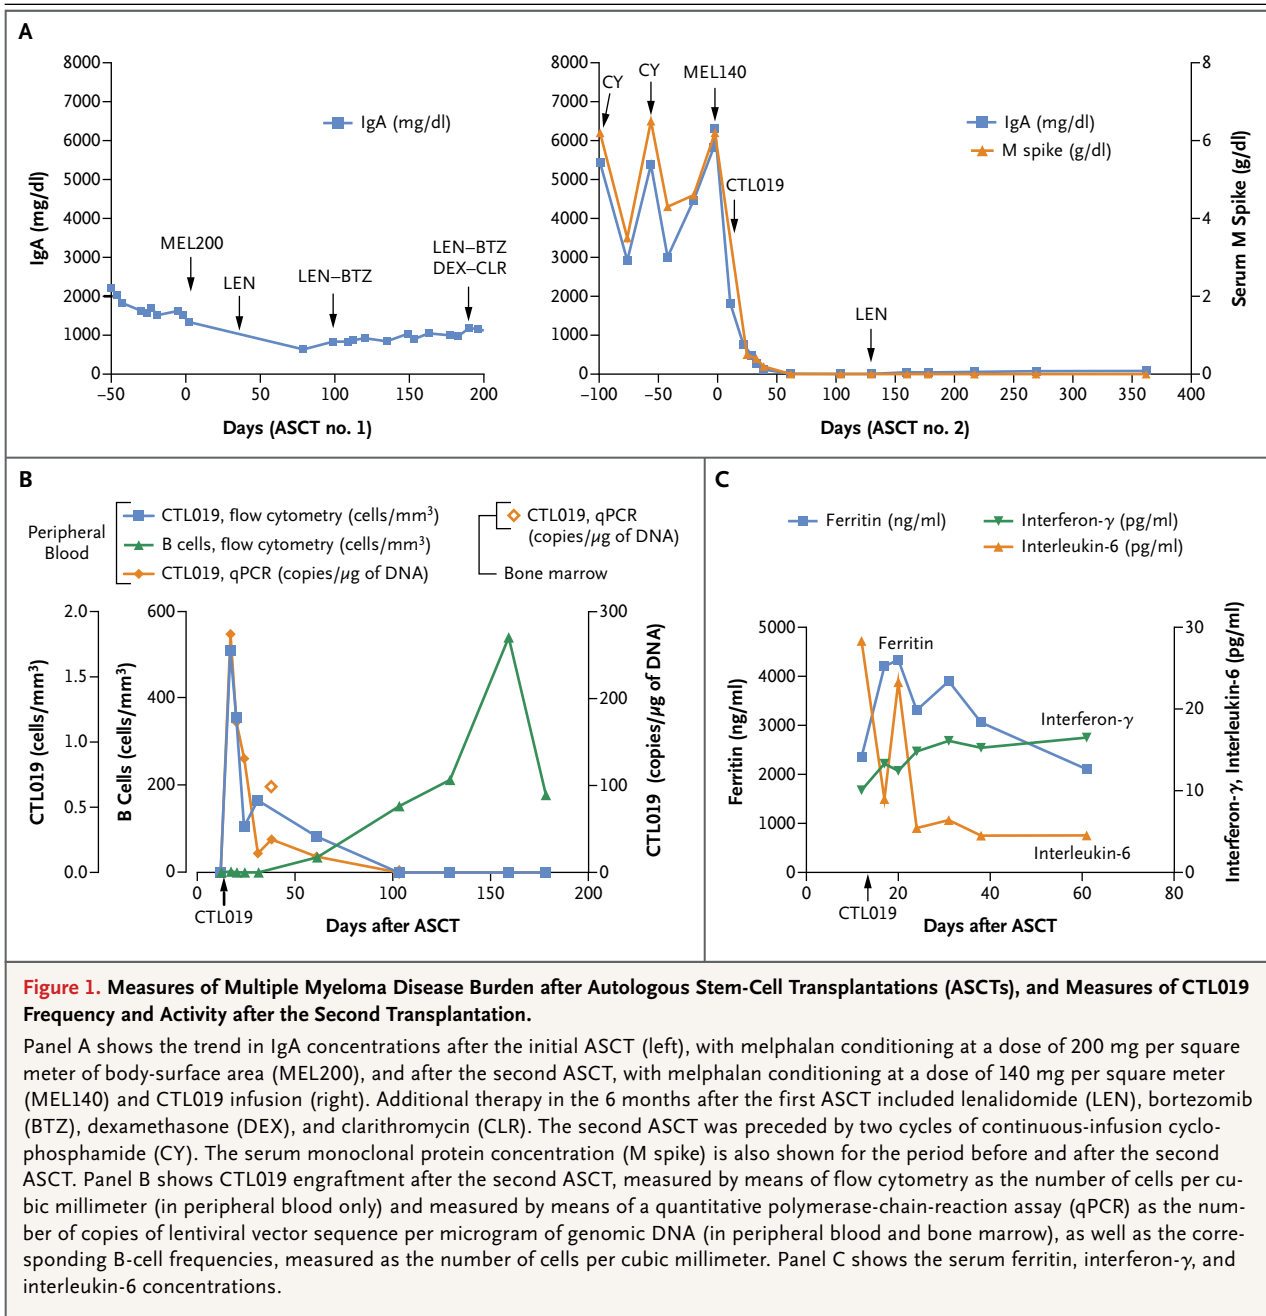 A
8000
7000
6000
5000
4000
3000
2000
1000
0
IgA (mg/dl)
IgA (mg/dl)
MEL200
LEN
LEN–BTZ
LEN–BTZ
DEX–CLR
−50
0
50
100
150
200
Days (ASCT no. 1)
8000
7000
6000
5000
4000
3000
2000
1000
0
CY
CY
MEL140
IgA (mg/dl)
M spike (g/dl)
CTL019
LEN
8
6
4
2
0
Serum M Spike (g/dl)
−100
−50
0
50
100
150
200
250
300
350
400
Days (ASCT no. 2)
B
Peripheral
Blood
CTL019, flow cytometry (cells/mm³)
B cells, flow cytometry (cells/mm³)
CTL019, qPCR (copies/µg of DNA)
CTL019, qPCR
(copies/µg of DNA)
Bone marrow
CTL019 (cells/mm³)
2.0
1.5
1.0
0.5
0.0
B Cells (cells/mm³)
600
400
200
0
300
200
100
0
CTL019 (copies/µg of DNA)
0
50
100
150
200
CTL019
Days after ASCT
C
Ferritin (ng/ml)
Interferon-γ (pg/ml)
Interleukin-6 (pg/ml)
5000
4000
3000
2000
1000
0
Ferritin (ng/ml)
Ferritin
Interferon-γ
Interleukin-6
30
20
10
0
Interferon-γ, Interleukin-6 (pg/ml)
0
20
40
60
80
CTL019
Days after ASCT
Figure 1. Measures of Multiple Myeloma Disease Burden after Autologous Stem-Cell Transplantations (ASCTs), and Measures of CTL019
Frequency and Activity after the Second Transplantation.
Panel A shows the trend in IgA concentrations after the initial ASCT (left), with melphalan conditioning at a dose of 200 mg per square
meter of body-surface area (MEL200), and after the second ASCT, with melphalan conditioning at a dose of 140 mg per square meter
(MEL140) and CTL019 infusion (right). Additional therapy in the 6 months after the first ASCT included lenalidomide (LEN), bortezomib
(BTZ), dexamethasone (DEX), and clarithromycin (CLR). The second ASCT was preceded by two cycles of continuous-infusion cyclo-
phosphamide (CY). The serum monoclonal protein concentration (M spike) is also shown for the period before and after the second
ASCT. Panel B shows CTL019 engraftment after the second ASCT, measured by means of flow cytometry as the number of cells per cu-
bic millimeter (in peripheral blood only) and measured by means of a quantitative polymerase-chain-reaction assay (qPCR) as the num-
ber of copies of lentiviral vector sequence per microgram of genomic DNA (in peripheral blood and bone marrow), as well as the corre-
sponding B-cell frequencies, measured as the number of cells per cubic millimeter. Panel C shows the serum ferritin, interferon-γ, and
interleukin-6 concentrations.